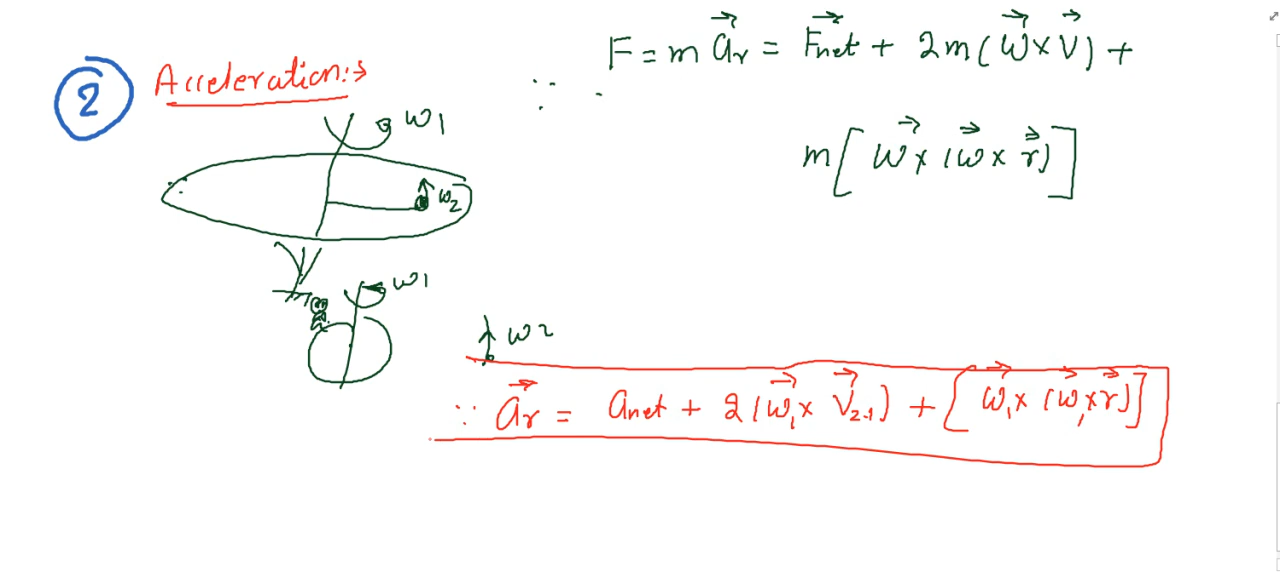 ② Acceleration:→
F = m a⃗r = F⃗net + 2m(ω⃗ × v⃗) +
∵
m[ω⃗ × (ω⃗ × r⃗)]
ω1
ω2
ω1
ω2
∵ a⃗r = anet + 2(ω⃗₁ × V⃗₂.₁) + [ω⃗₁ × (ω⃗₁ × r⃗)]